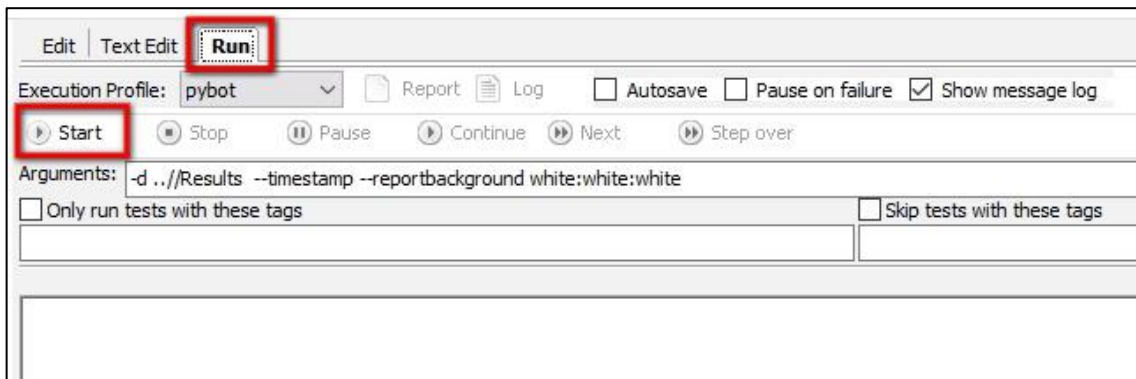 Edit Text Edit Run
Execution Profile: pybot Report Log Autosave Pause on failure Show message log
Start Stop Pause Continue Next Step over
Arguments: -d ..//Results --timestamp --reportbackground white:white:white
Only run tests with these tags Skip tests with these tags